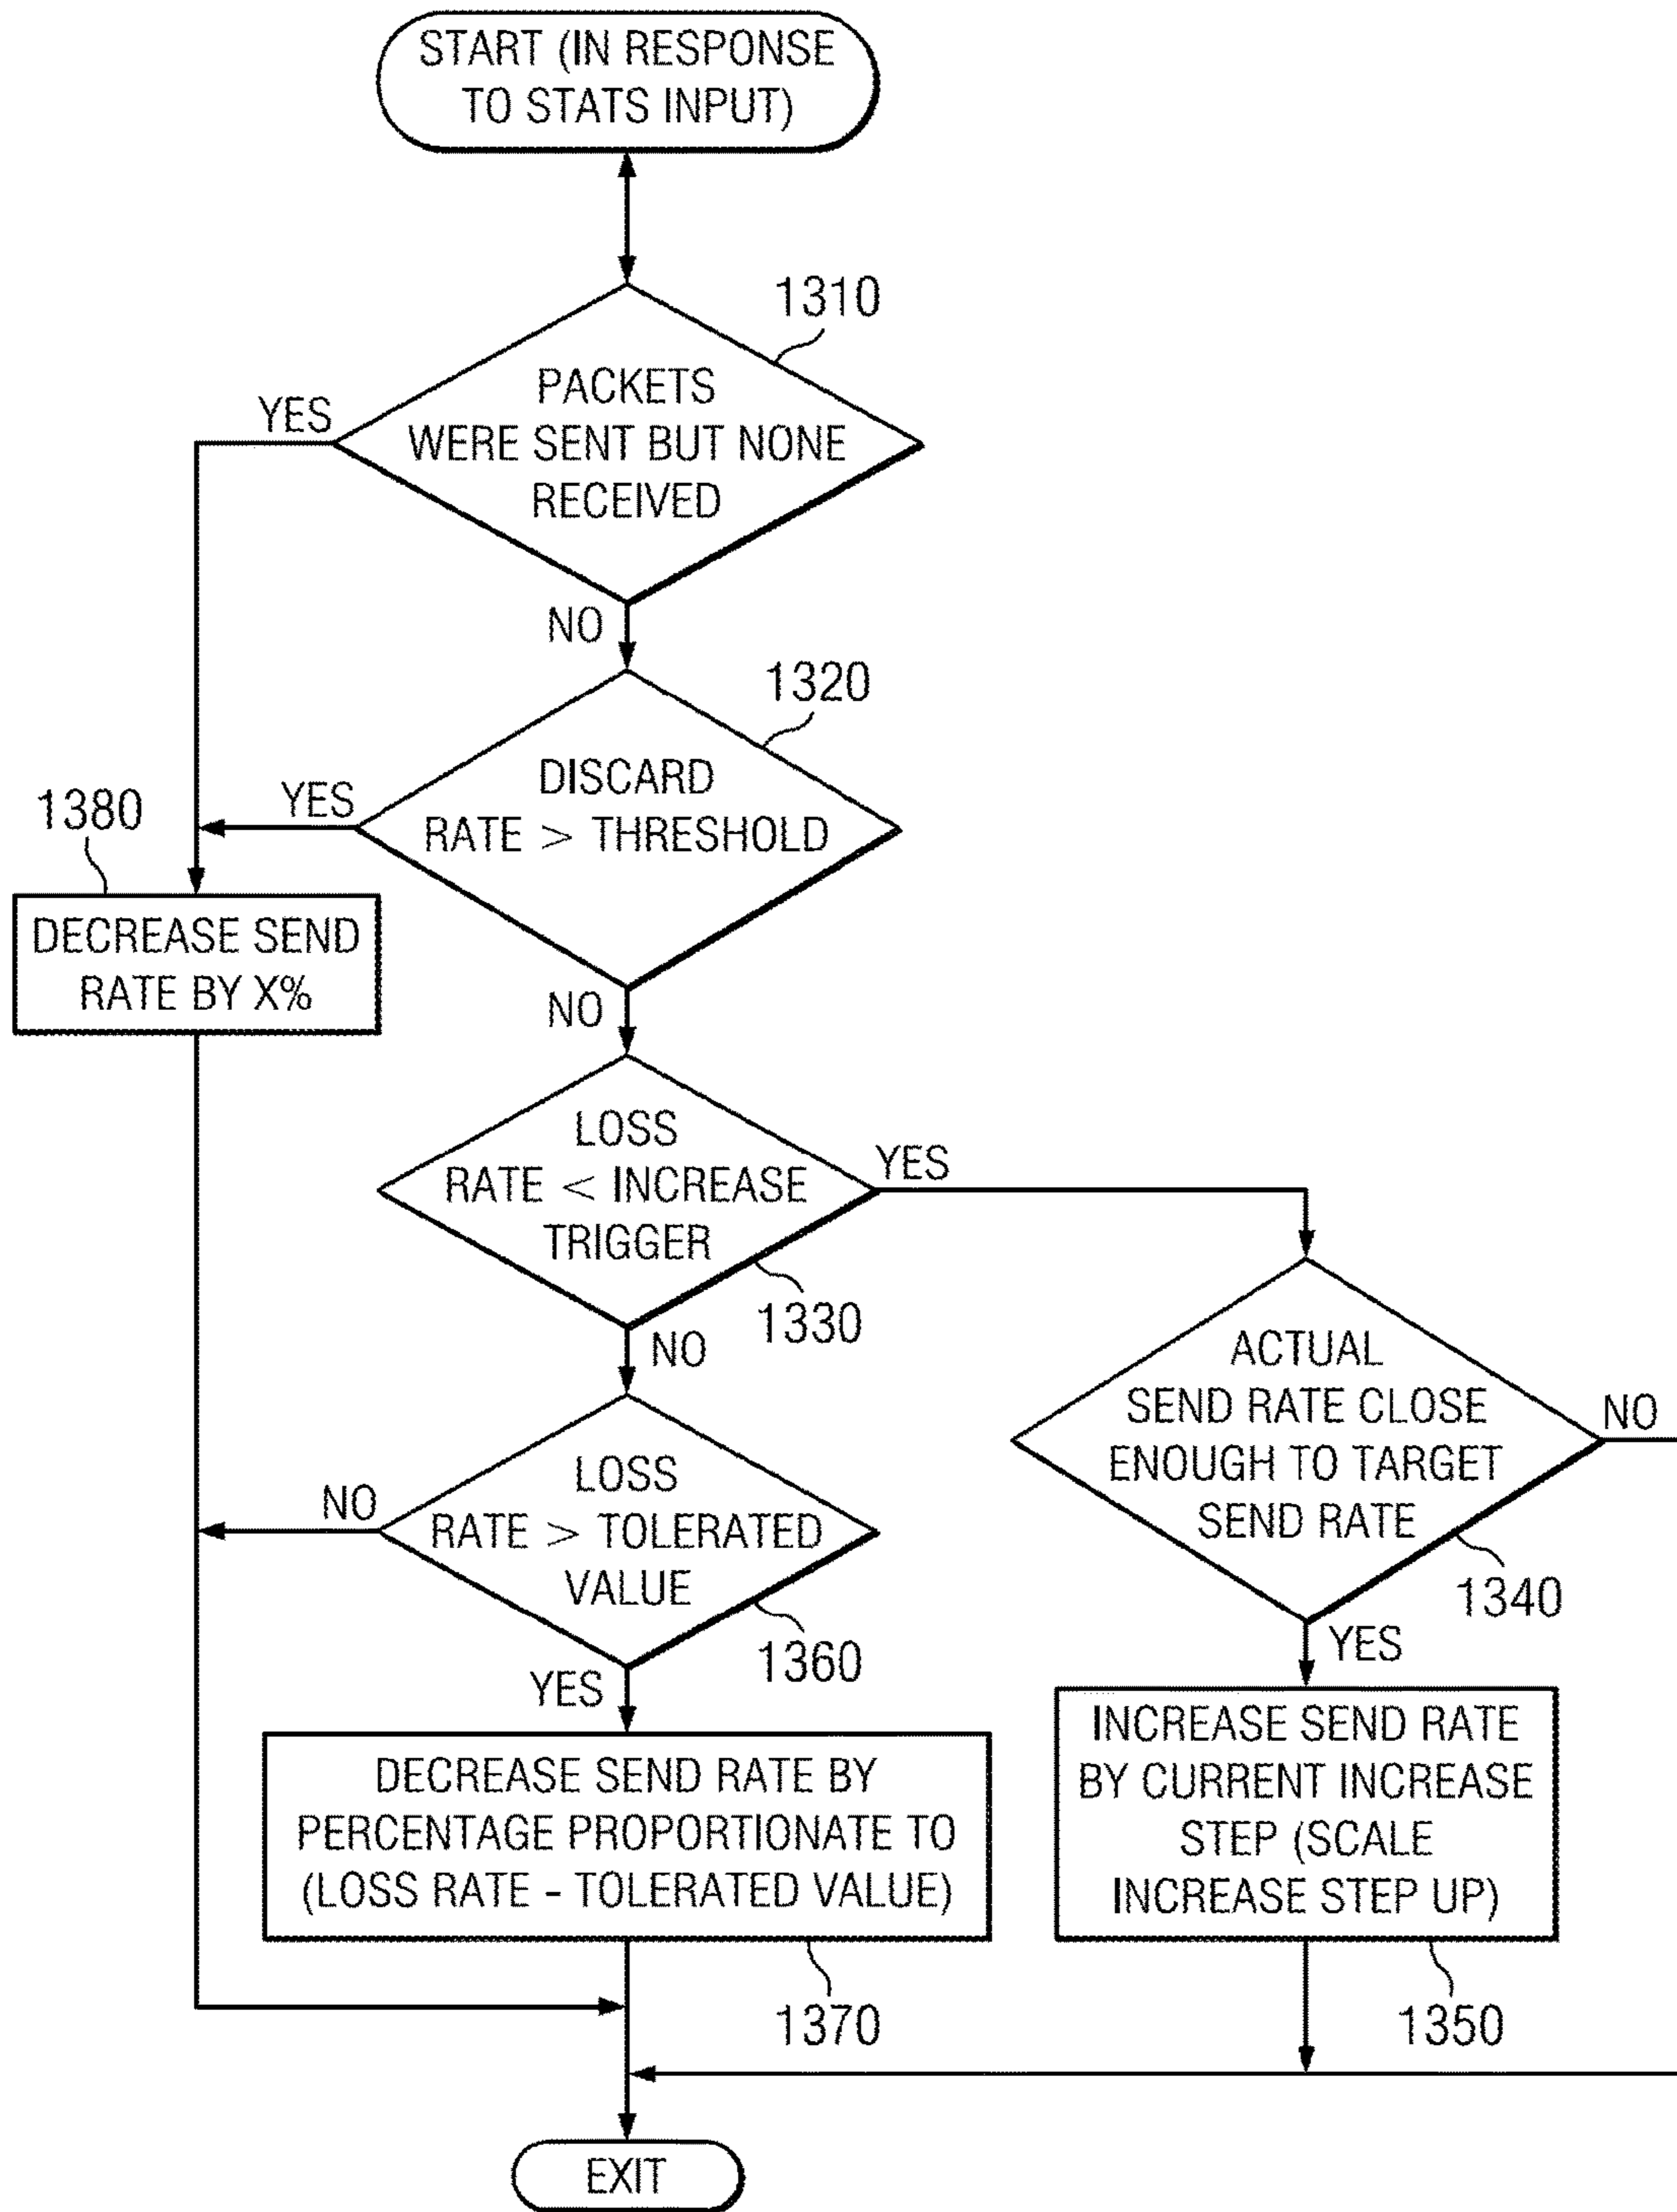 START (IN RESPONSE
TO STATS INPUT)
1310
PACKETS
WERE SENT BUT NONE
RECEIVED
YES
NO
1320
DISCARD
RATE > THRESHOLD
YES
NO
1380
DECREASE SEND
RATE BY X%
LOSS
RATE < INCREASE
TRIGGER
YES
1330
NO
ACTUAL
SEND RATE CLOSE
ENOUGH TO TARGET
SEND RATE
NO
1340
YES
LOSS
RATE > TOLERATED
VALUE
NO
1360
YES
DECREASE SEND RATE BY
PERCENTAGE PROPORTIONATE TO
(LOSS RATE - TOLERATED VALUE)
1370
INCREASE SEND RATE
BY CURRENT INCREASE
STEP (SCALE
INCREASE STEP UP)
1350
EXIT